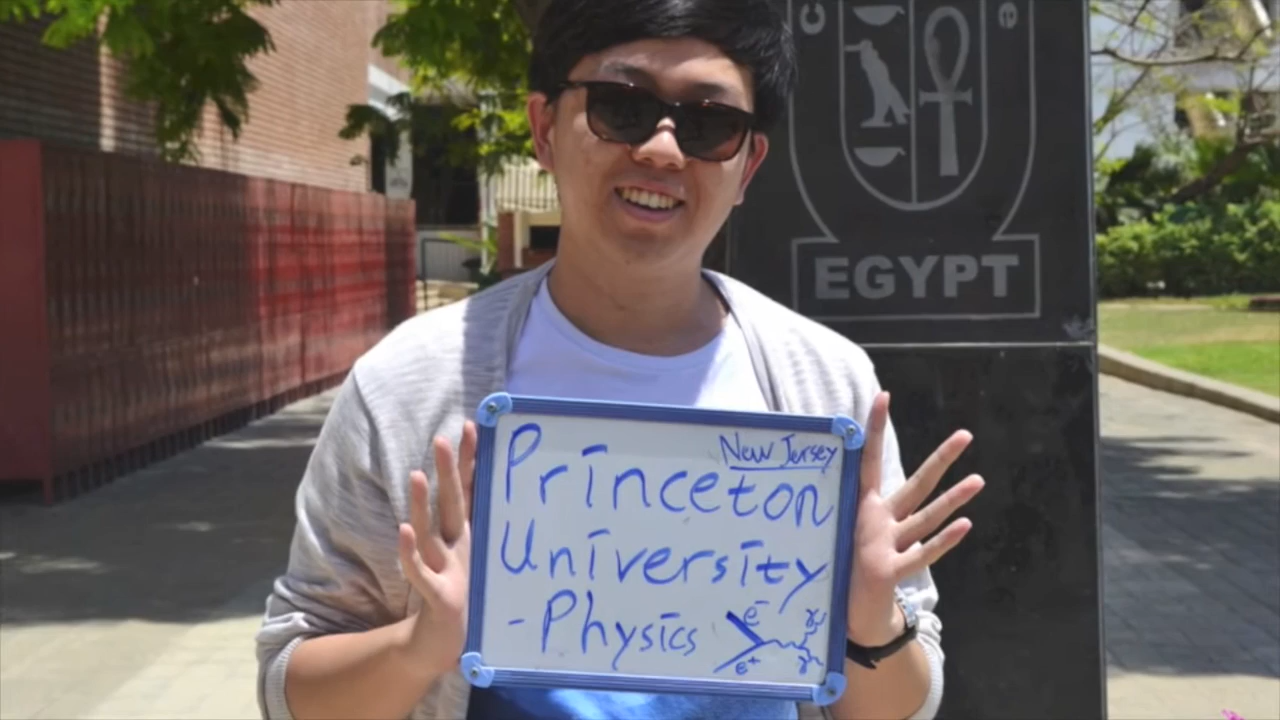 c e
EGYPT
New Jersey
Princeton
University
- Physics
e⁻
e⁺
γ
γ